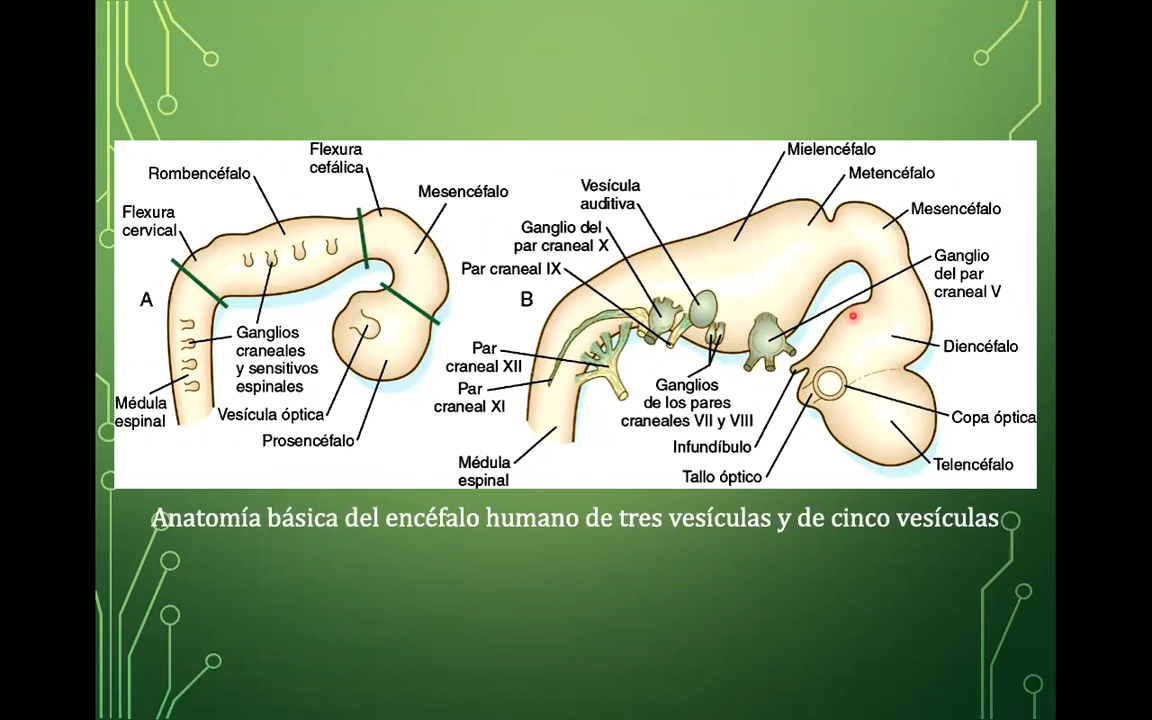 Flexura
cefálica
Rombencéfalo
Mesencéfalo
Flexura
cervical
A
Ganglios
craneales
y sensitivos
espinales
Médula
espinal
Vesícula óptica
Prosencéfalo
Mielencéfalo
Metencéfalo
Vesícula
auditiva
Mesencéfalo
Ganglio del
par craneal X
Par craneal IX
Ganglio
del par
craneal V
B
Par
craneal XII
Diencéfalo
Par
craneal XI
Ganglios
de los pares
craneales VII y VIII
Copa óptica
Infundíbulo
Médula
espinal
Tallo óptico
Telencéfalo
Anatomía básica del encéfalo humano de tres vesículas y de cinco vesículas